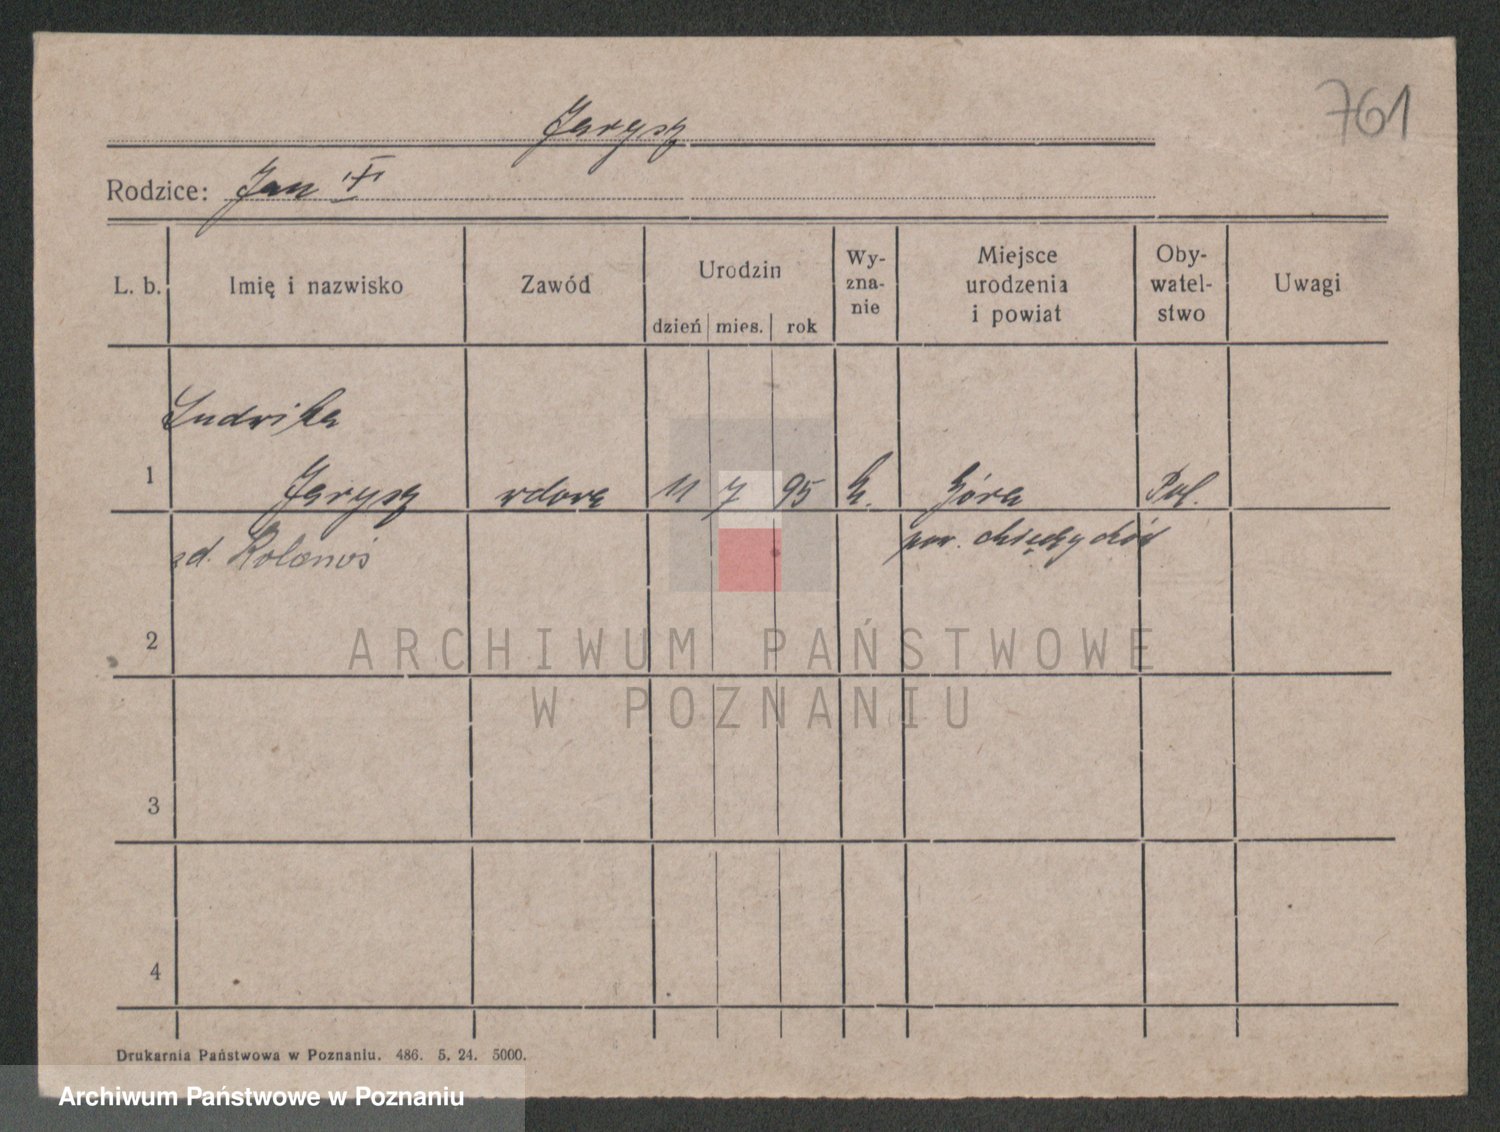 761
Jarysz
Rodzice: Jan
L. b.
Imię i nazwisko
Zawód
Urodzin
dzień mies. rok
Wy-
zna-
nie
Miejsce
urodzenia
i powiat
Oby-
watel-
stwo
Uwagi
Ludwika
1 Jarysz wdowa 11 7 95 k. Góra Pol.
zd.
pow. Międzychód
2
3
4
Drukarnia Państwowa w Poznaniu. 486. 5. 24. 5000.
ARCHIWUM PAŃSTWOWE
W POZNANIU
Archiwum Państwowe w Poznaniu